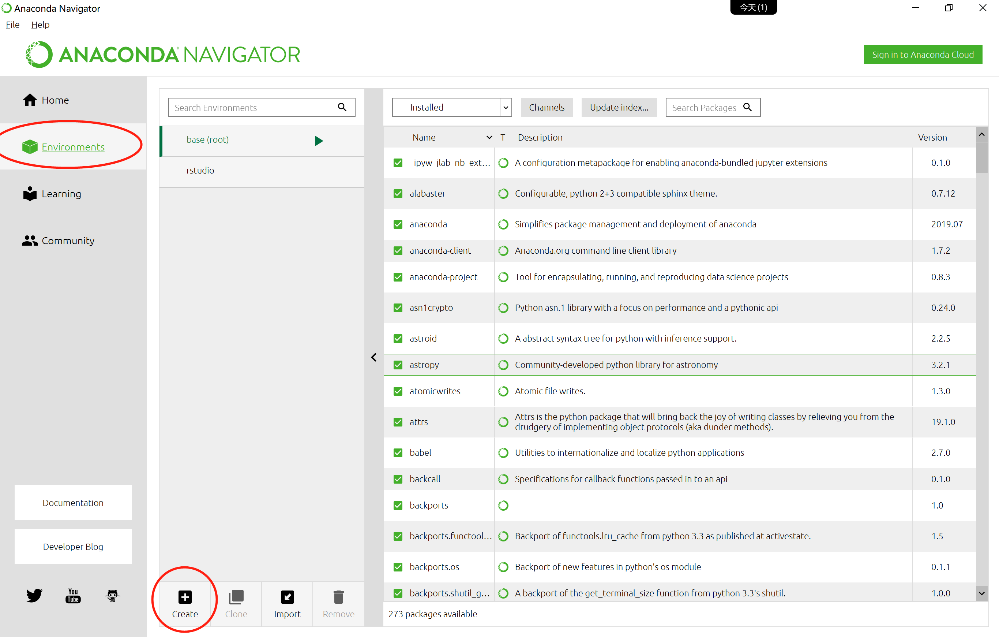 Anaconda Navigator
今天(1)
File Help
ANACONDA® NAVIGATOR
Sign in to Anaconda Cloud
Home
Environments
Learning
Community
Documentation
Developer Blog
You
Tube
Search Environments
base (root)
rstudio
Create Clone Import Remove
Installed Channels Update index... Search Packages
Name T Description Version
_ipyw_jlab_nb_ext... A configuration metapackage for enabling anaconda-bundled jupyter extensions 0.1.0
alabaster Configurable, python 2+3 compatible sphinx theme. 0.7.12
anaconda Simplifies package management and deployment of anaconda 2019.07
anaconda-client Anaconda.org command line client library 1.7.2
anaconda-project Tool for encapsulating, running, and reproducing data science projects 0.8.3
asn1crypto Python asn.1 library with a focus on performance and a pythonic api 0.24.0
astroid A abstract syntax tree for python with inference support. 2.2.5
astropy Community-developed python library for astronomy 3.2.1
atomicwrites Atomic file writes. 1.3.0
attrs Attrs is the python package that will bring back the joy of writing classes by relieving you from the 19.1.0
drudgery of implementing object protocols (aka dunder methods).
babel Utilities to internationalize and localize python applications 2.7.0
backcall Specifications for callback functions passed in to an api 0.1.0
backports 1.0
backports.functool... Backport of functools.lru_cache from python 3.3 as published at activestate. 1.5
backports.os Backport of new features in python's os module 0.1.1
backports.shutil_g... A backport of the get_terminal_size function from python 3.3's shutil. 1.0.0
273 packages available